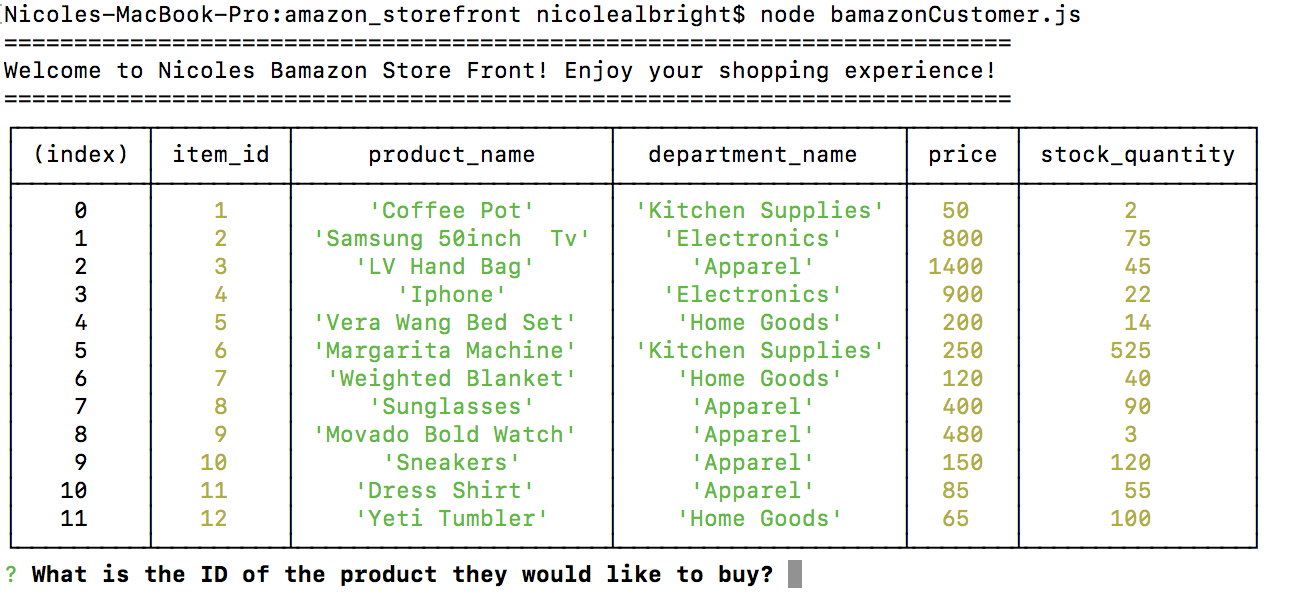 Nicoles-MacBook-Pro:amazon_storefront nicolealbright$ node bamazonCustomer.js
========================================================================
Welcome to Nicoles Bamazon Store Front! Enjoy your shopping experience!
========================================================================
(index) item_id product_name department_name price stock_quantity
0 1 'Coffee Pot' 'Kitchen Supplies' 50 2
1 2 'Samsung 50inch  Tv' 'Electronics' 800 75
2 3 'LV Hand Bag' 'Apparel' 1400 45
3 4 'Iphone' 'Electronics' 900 22
4 5 'Vera Wang Bed Set' 'Home Goods' 200 14
5 6 'Margarita Machine' 'Kitchen Supplies' 250 525
6 7 'Weighted Blanket' 'Home Goods' 120 40
7 8 'Sunglasses' 'Apparel' 400 90
8 9 'Movado Bold Watch' 'Apparel' 480 3
9 10 'Sneakers' 'Apparel' 150 120
10 11 'Dress Shirt' 'Apparel' 85 55
11 12 'Yeti Tumbler' 'Home Goods' 65 100
? What is the ID of the product they would like to buy?